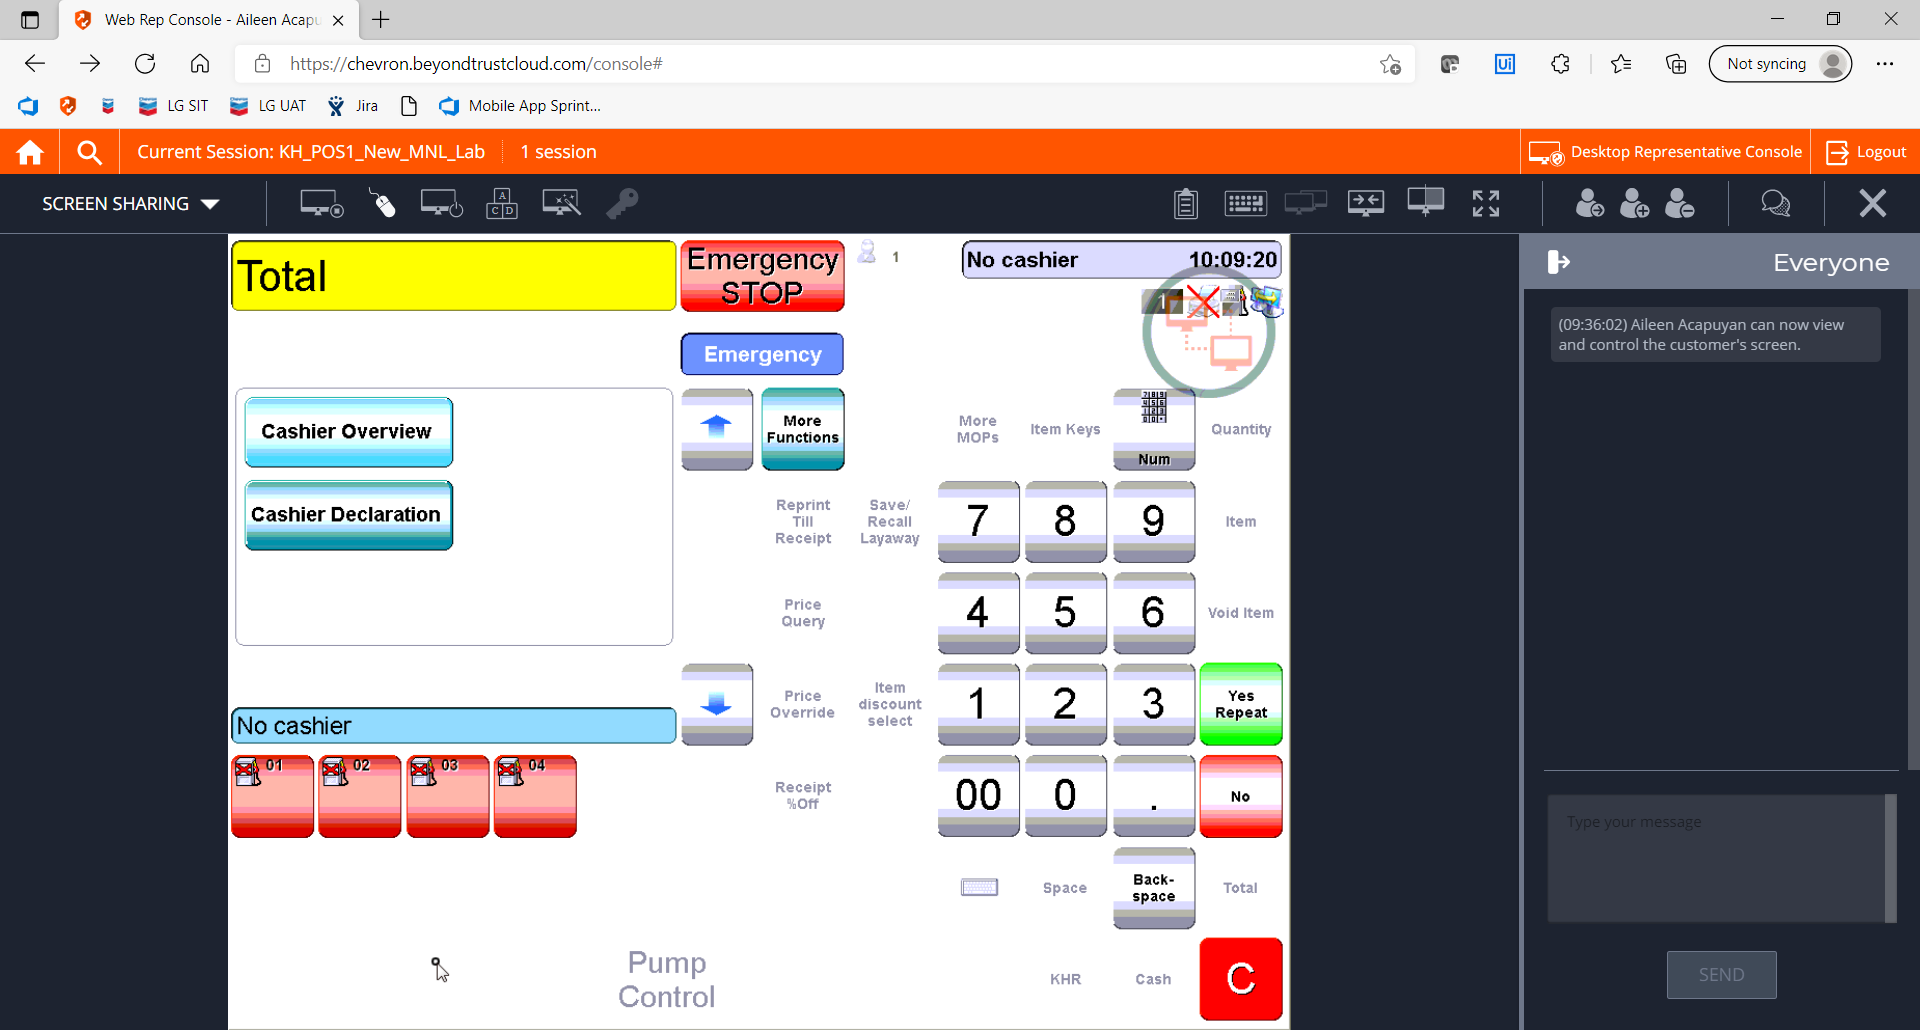 Web Rep Console - Aileen Acapu
https://chevron.beyondtrustcloud.com/console#
Not syncing
LG SIT
LG UAT
Jira
Mobile App Sprint...
Current Session: KH_POS1_New_MNL_Lab
1 session
Desktop Representative Console
Logout
SCREEN SHARING
Total
Emergency
STOP
1
No cashier
10:09:20
1
Everyone
(09:36:02) Aileen Acapuyan can now view
and control the customer's screen.
Emergency
Cashier Overview
Cashier Declaration
More
Functions
More
MOPs
Item Keys
Num
Quantity
Reprint
Till
Receipt
Save/
Recall
Layaway
7
8
9
Item
Price
Query
4
5
6
Void Item
Price
Override
Item
discount
select
1
2
3
Yes
Repeat
No cashier
01
02
03
04
Receipt
%Off
00
0
.
No
Space
Back-
space
Total
Pump
Control
KHR
Cash
C
Type your message
SEND